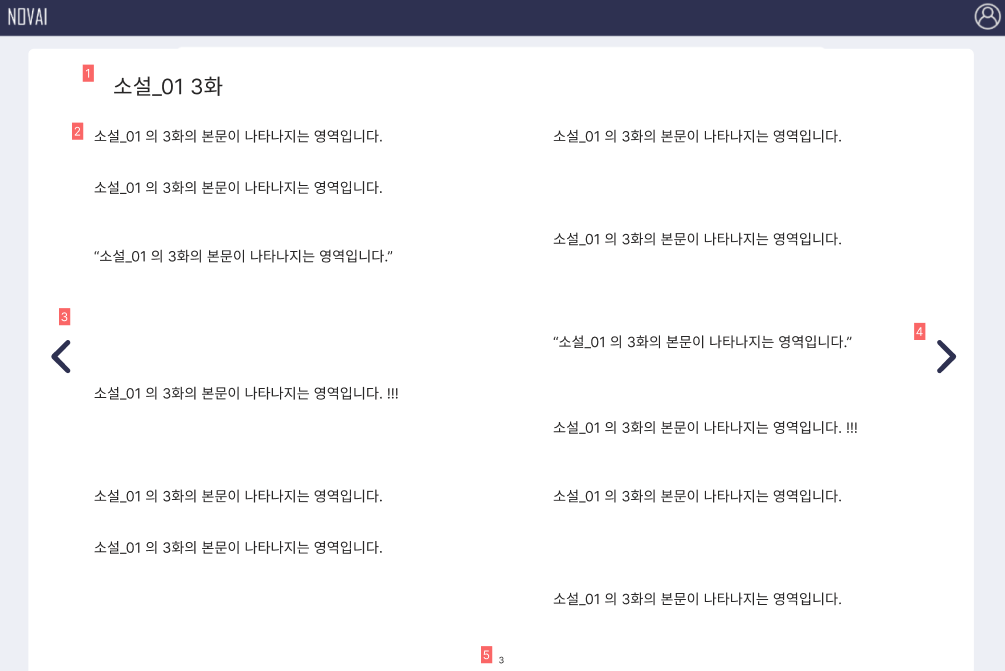 NOVAI
1
소설_01 3화
2
소설_01 의 3화의 본문이 나타나지는 영역입니다.
소설_01 의 3화의 본문이 나타나지는 영역입니다.
“소설_01 의 3화의 본문이 나타나지는 영역입니다.”
3
소설_01 의 3화의 본문이 나타나지는 영역입니다. !!!
소설_01 의 3화의 본문이 나타나지는 영역입니다.
소설_01 의 3화의 본문이 나타나지는 영역입니다.
소설_01 의 3화의 본문이 나타나지는 영역입니다.
소설_01 의 3화의 본문이 나타나지는 영역입니다.
4
“소설_01 의 3화의 본문이 나타나지는 영역입니다.”
소설_01 의 3화의 본문이 나타나지는 영역입니다. !!!
소설_01 의 3화의 본문이 나타나지는 영역입니다.
소설_01 의 3화의 본문이 나타나지는 영역입니다.
5 3